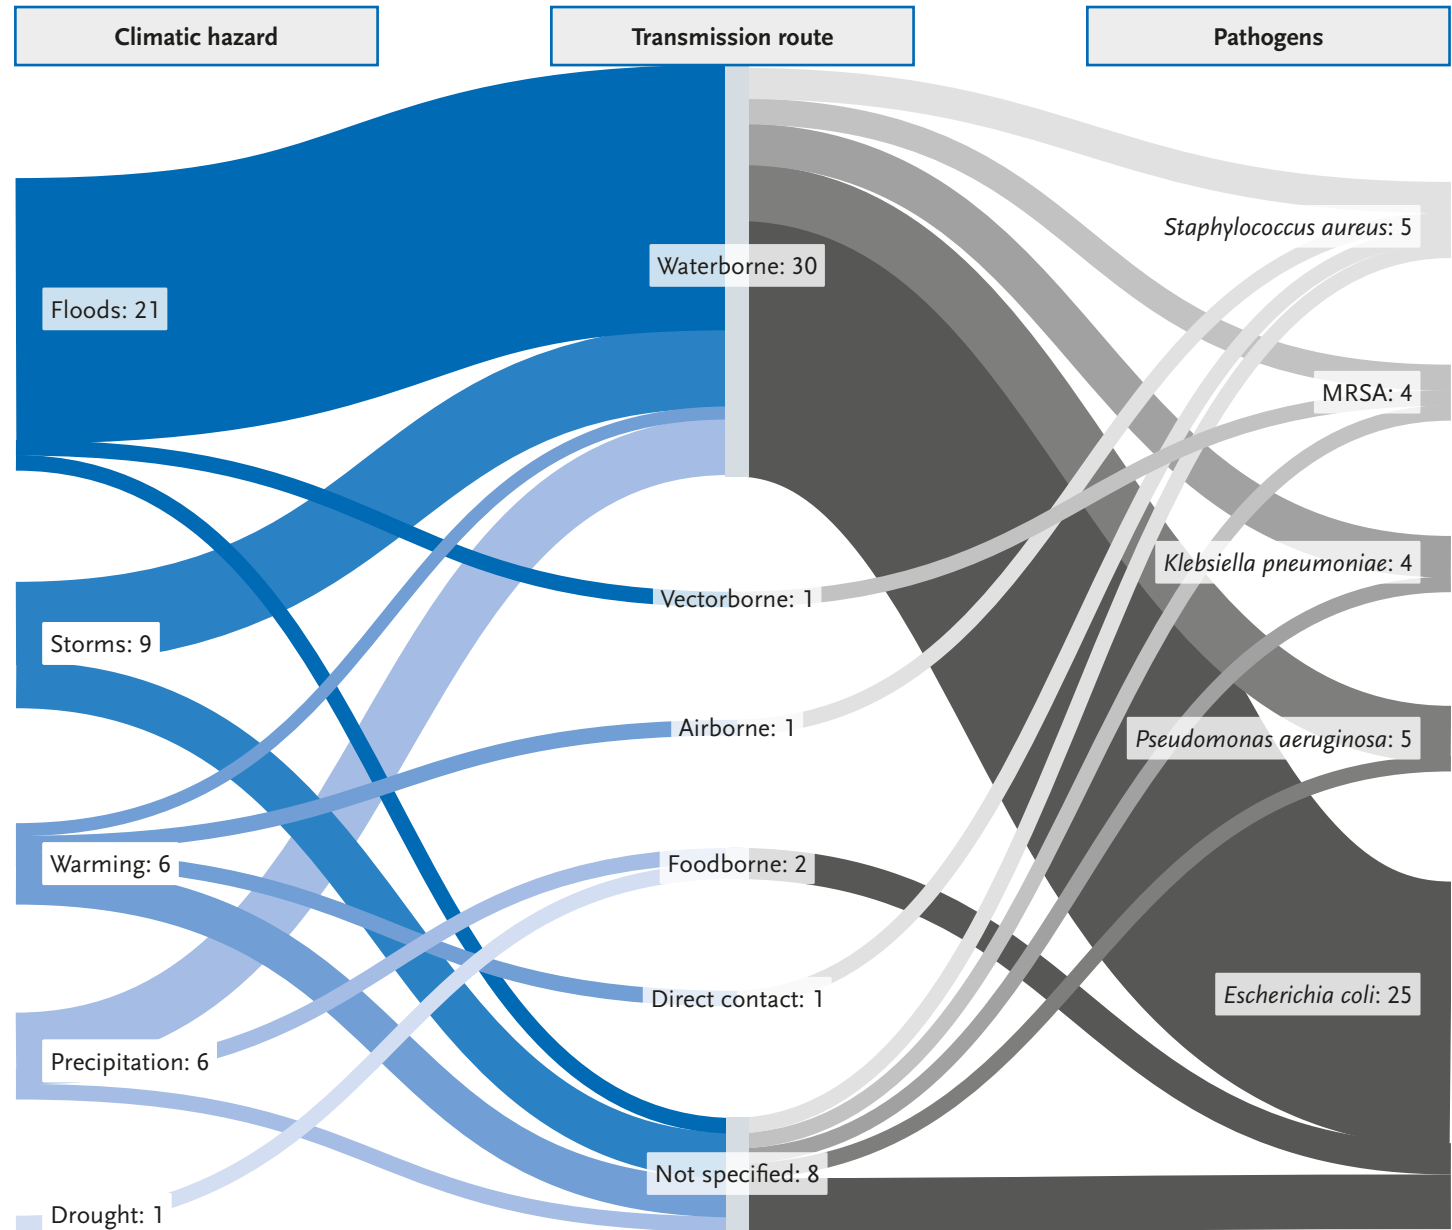 Climatic hazard
Transmission route
Pathogens
Floods: 21
Storms: 9
Warming: 6
Precipitation: 6
Drought: 1
Waterborne: 30
Vectorborne: 1
Airborne: 1
Foodborne: 2
Direct contact: 1
Not specified: 8
Staphylococcus aureus: 5
MRSA: 4
Klebsiella pneumoniae: 4
Pseudomonas aeruginosa: 5
Escherichia coli: 25